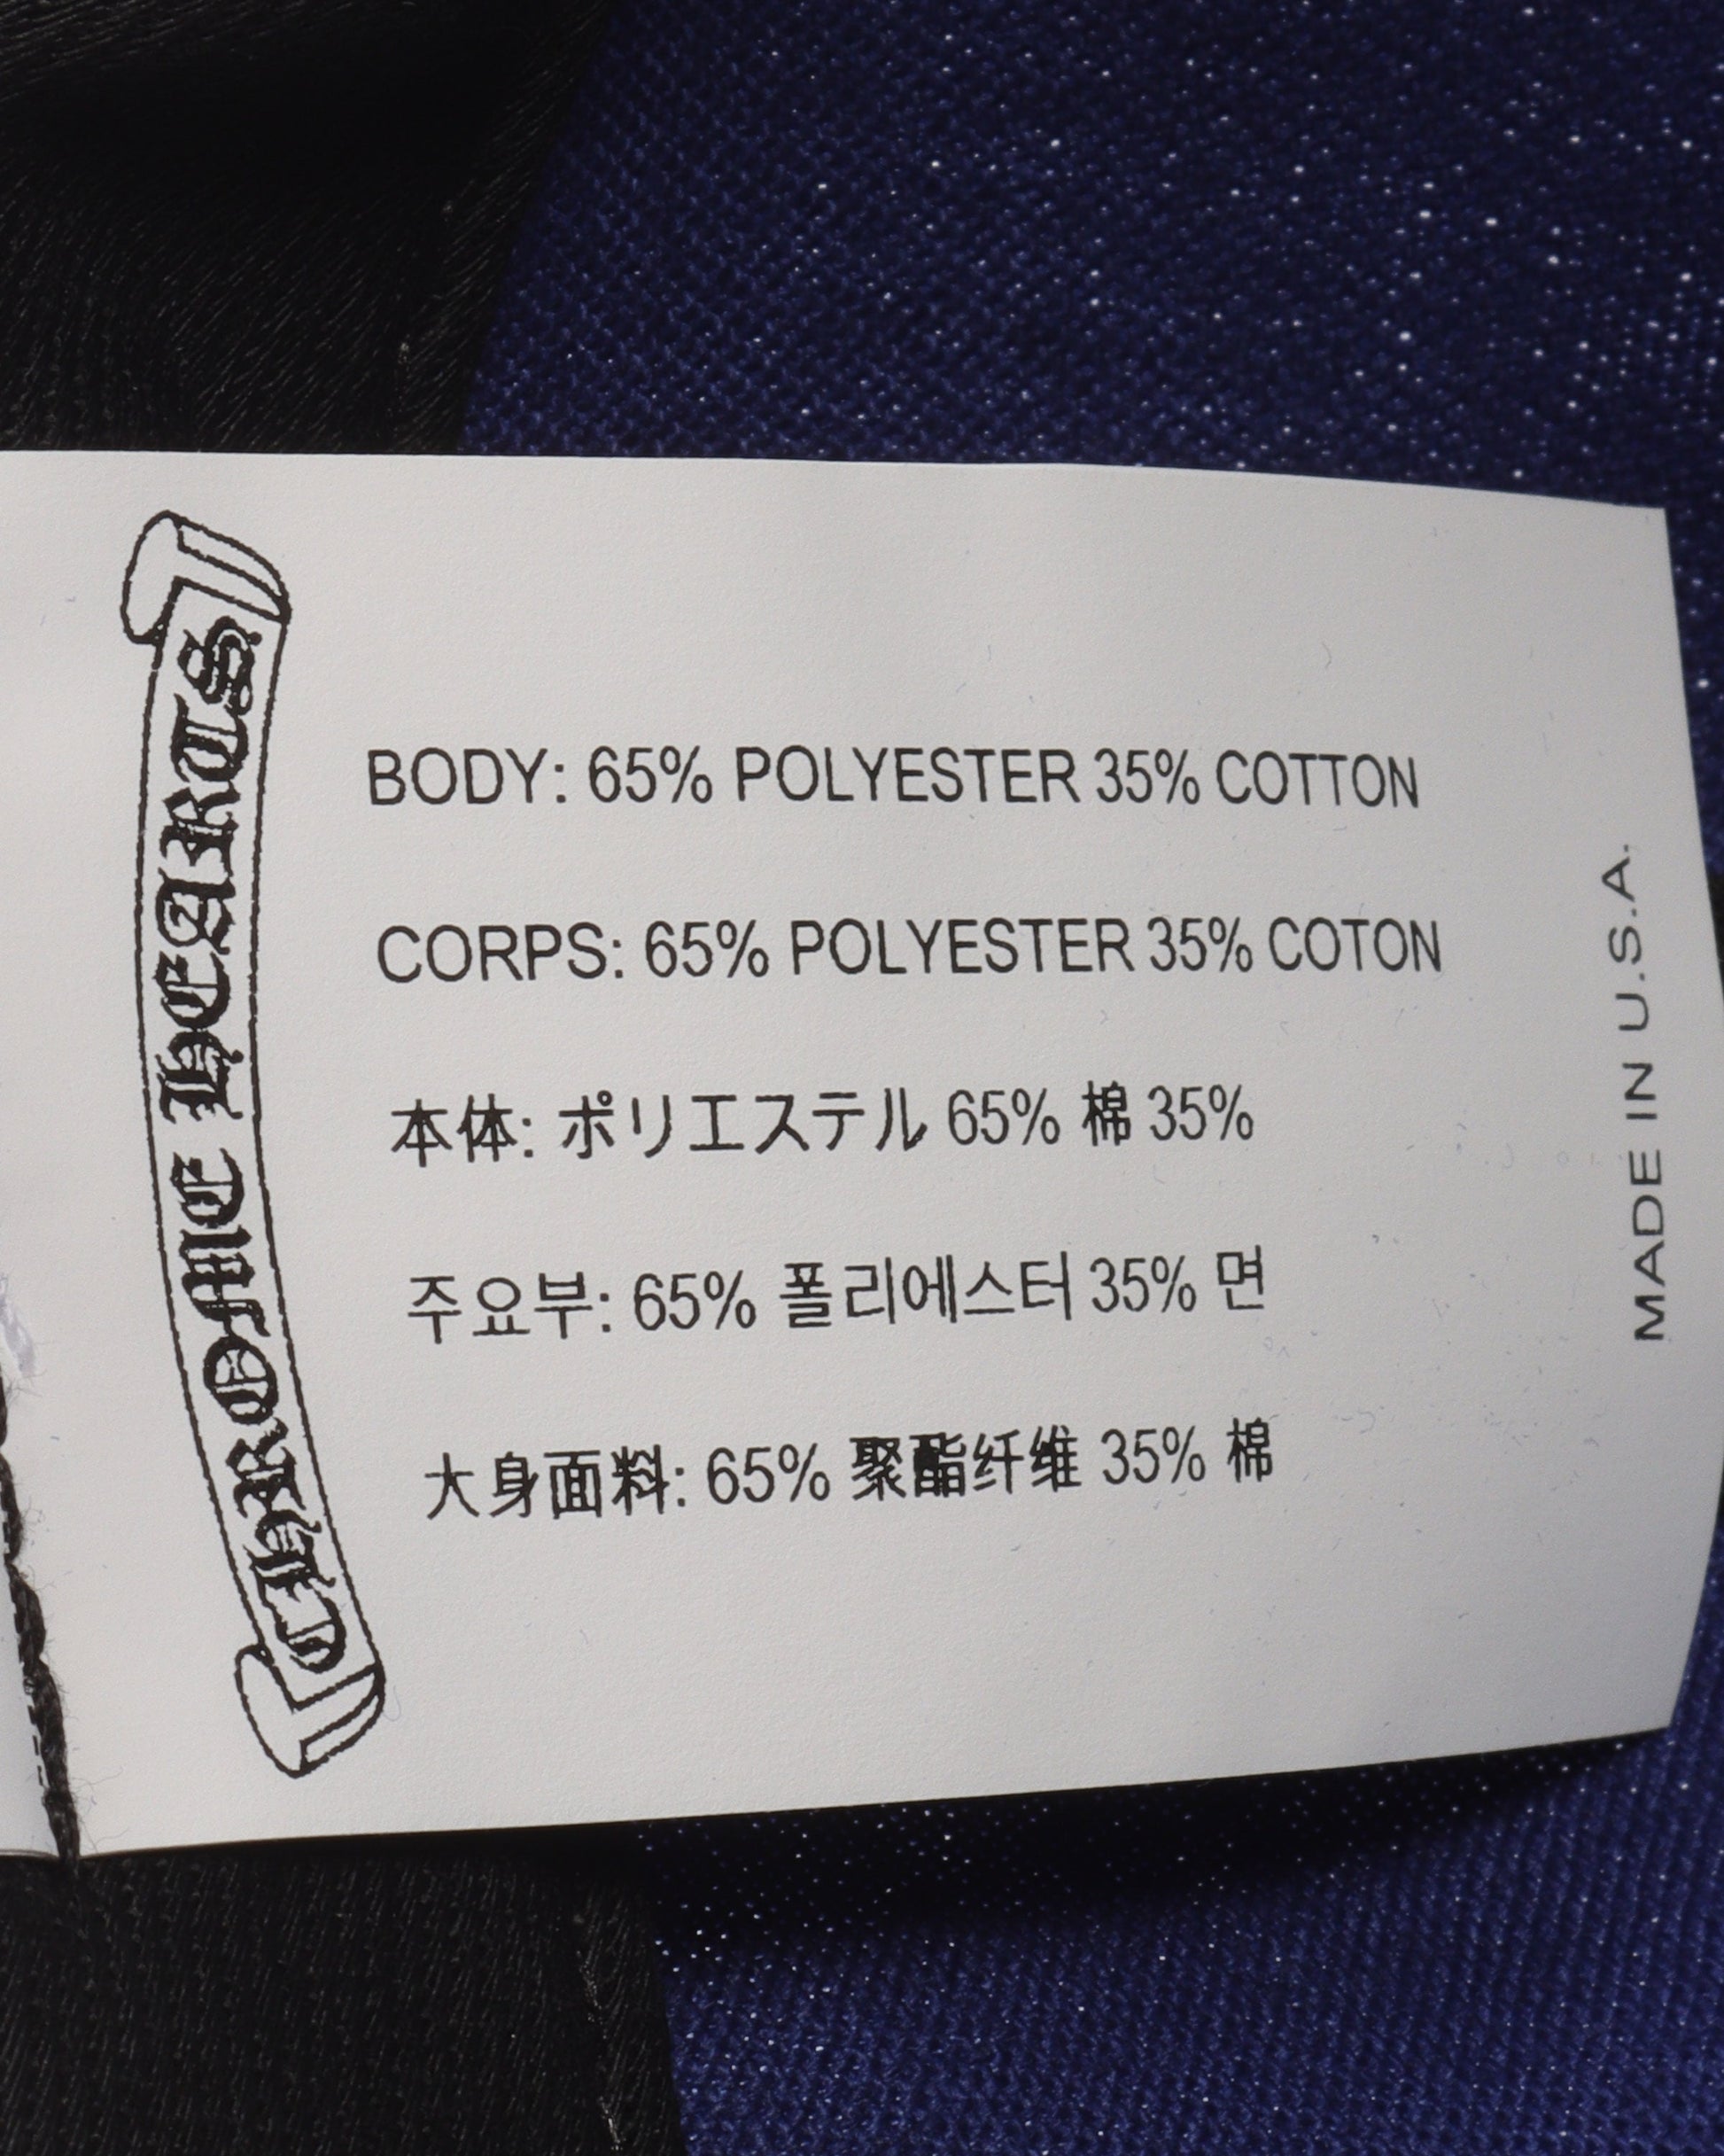 CHROME HEARTS
BODY: 65% POLYESTER 35% COTTON
CORPS: 65% POLYESTER 35% COTON
本体: ポリエステル 65% 棉 35%
주요부: 65% 폴리에스터 35% 면
大身面料: 65% 聚酯纤维 35% 棉
MADE IN U.S.A.